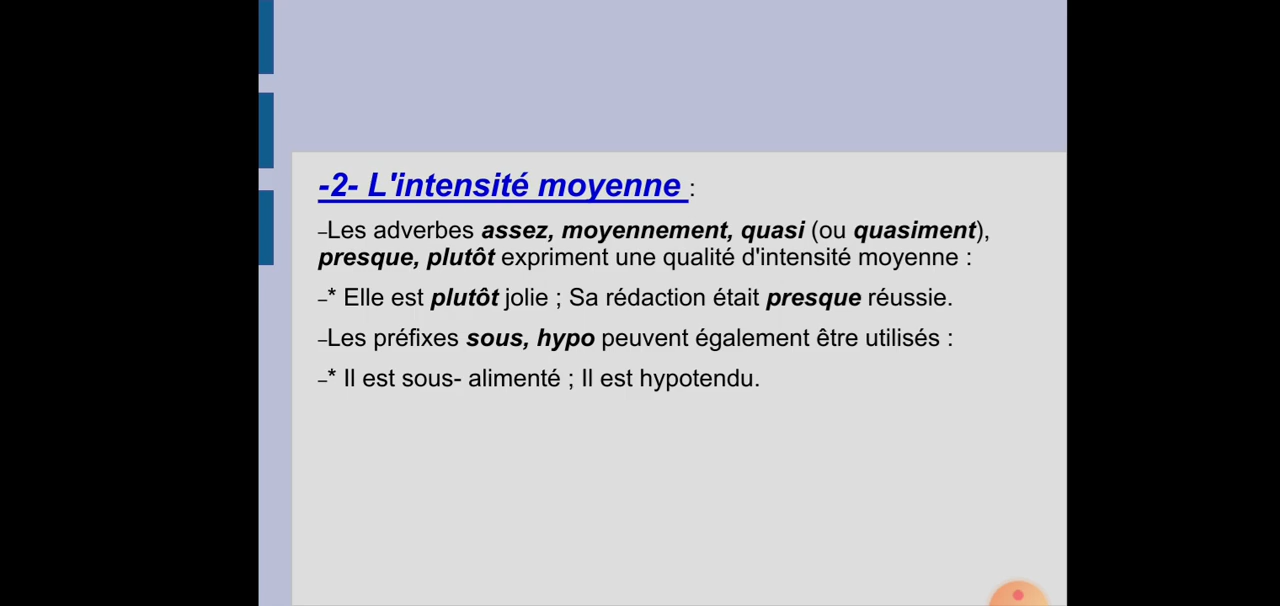 -2- L'intensité moyenne :
–Les adverbes assez, moyennement, quasi (ou quasiment),
presque, plutôt expriment une qualité d'intensité moyenne :
–* Elle est plutôt jolie ; Sa rédaction était presque réussie.
–Les préfixes sous, hypo peuvent également être utilisés :
–* Il est sous- alimenté ; Il est hypotendu.